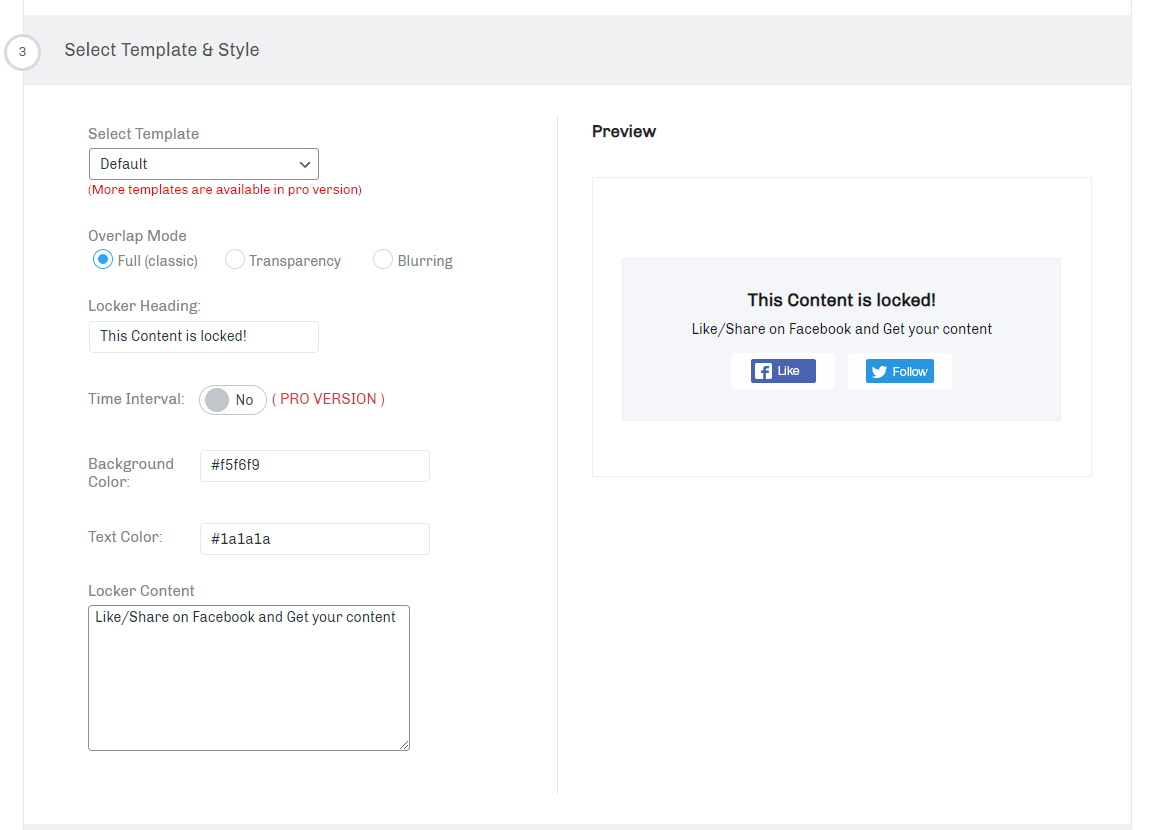 3
Select Template & Style
Select Template
Default
(More templates are available in pro version)
Overlap Mode
Full (classic) Transparency Blurring
Locker Heading:
This Content is locked!
Time Interval: No ( PRO VERSION )
Background
Color:
#f5f6f9
Text Color: #1a1a1a
Locker Content
Like/Share on Facebook and Get your content
Preview
This Content is locked!
Like/Share on Facebook and Get your content
Like Follow